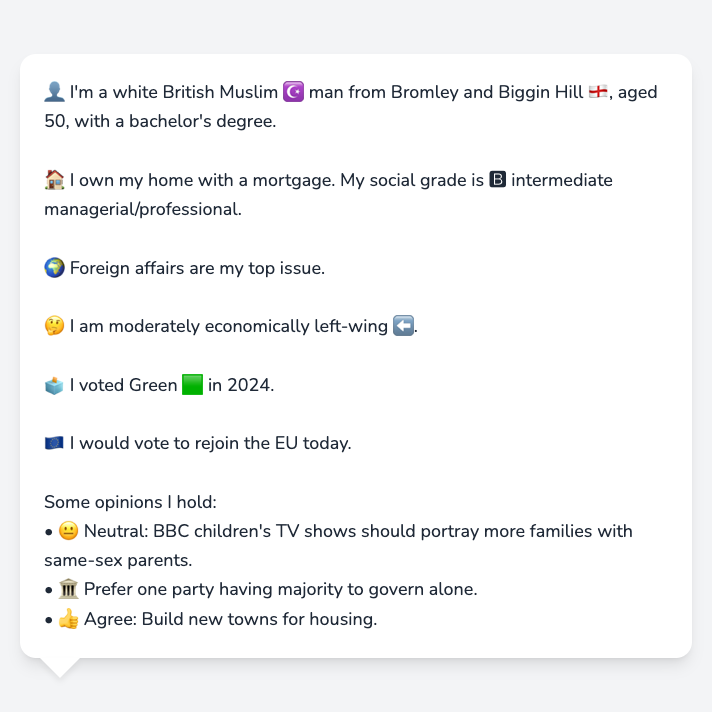 👤 I'm a white British Muslim ☪️ man from Bromley and Biggin Hill 🏴󠁧󠁢󠁥󠁮󠁧󠁿, aged
50, with a bachelor's degree.
🏠 I own my home with a mortgage. My social grade is 🅱 intermediate
managerial/professional.
🌍 Foreign affairs are my top issue.
🤔 I am moderately economically left-wing ⬅️.
🗳️ I voted Green 🟩 in 2024.
🇪🇺 I would vote to rejoin the EU today.
Some opinions I hold:
• 😐 Neutral: BBC children's TV shows should portray more families with
same-sex parents.
• 🏛️ Prefer one party having majority to govern alone.
• 👍 Agree: Build new towns for housing.